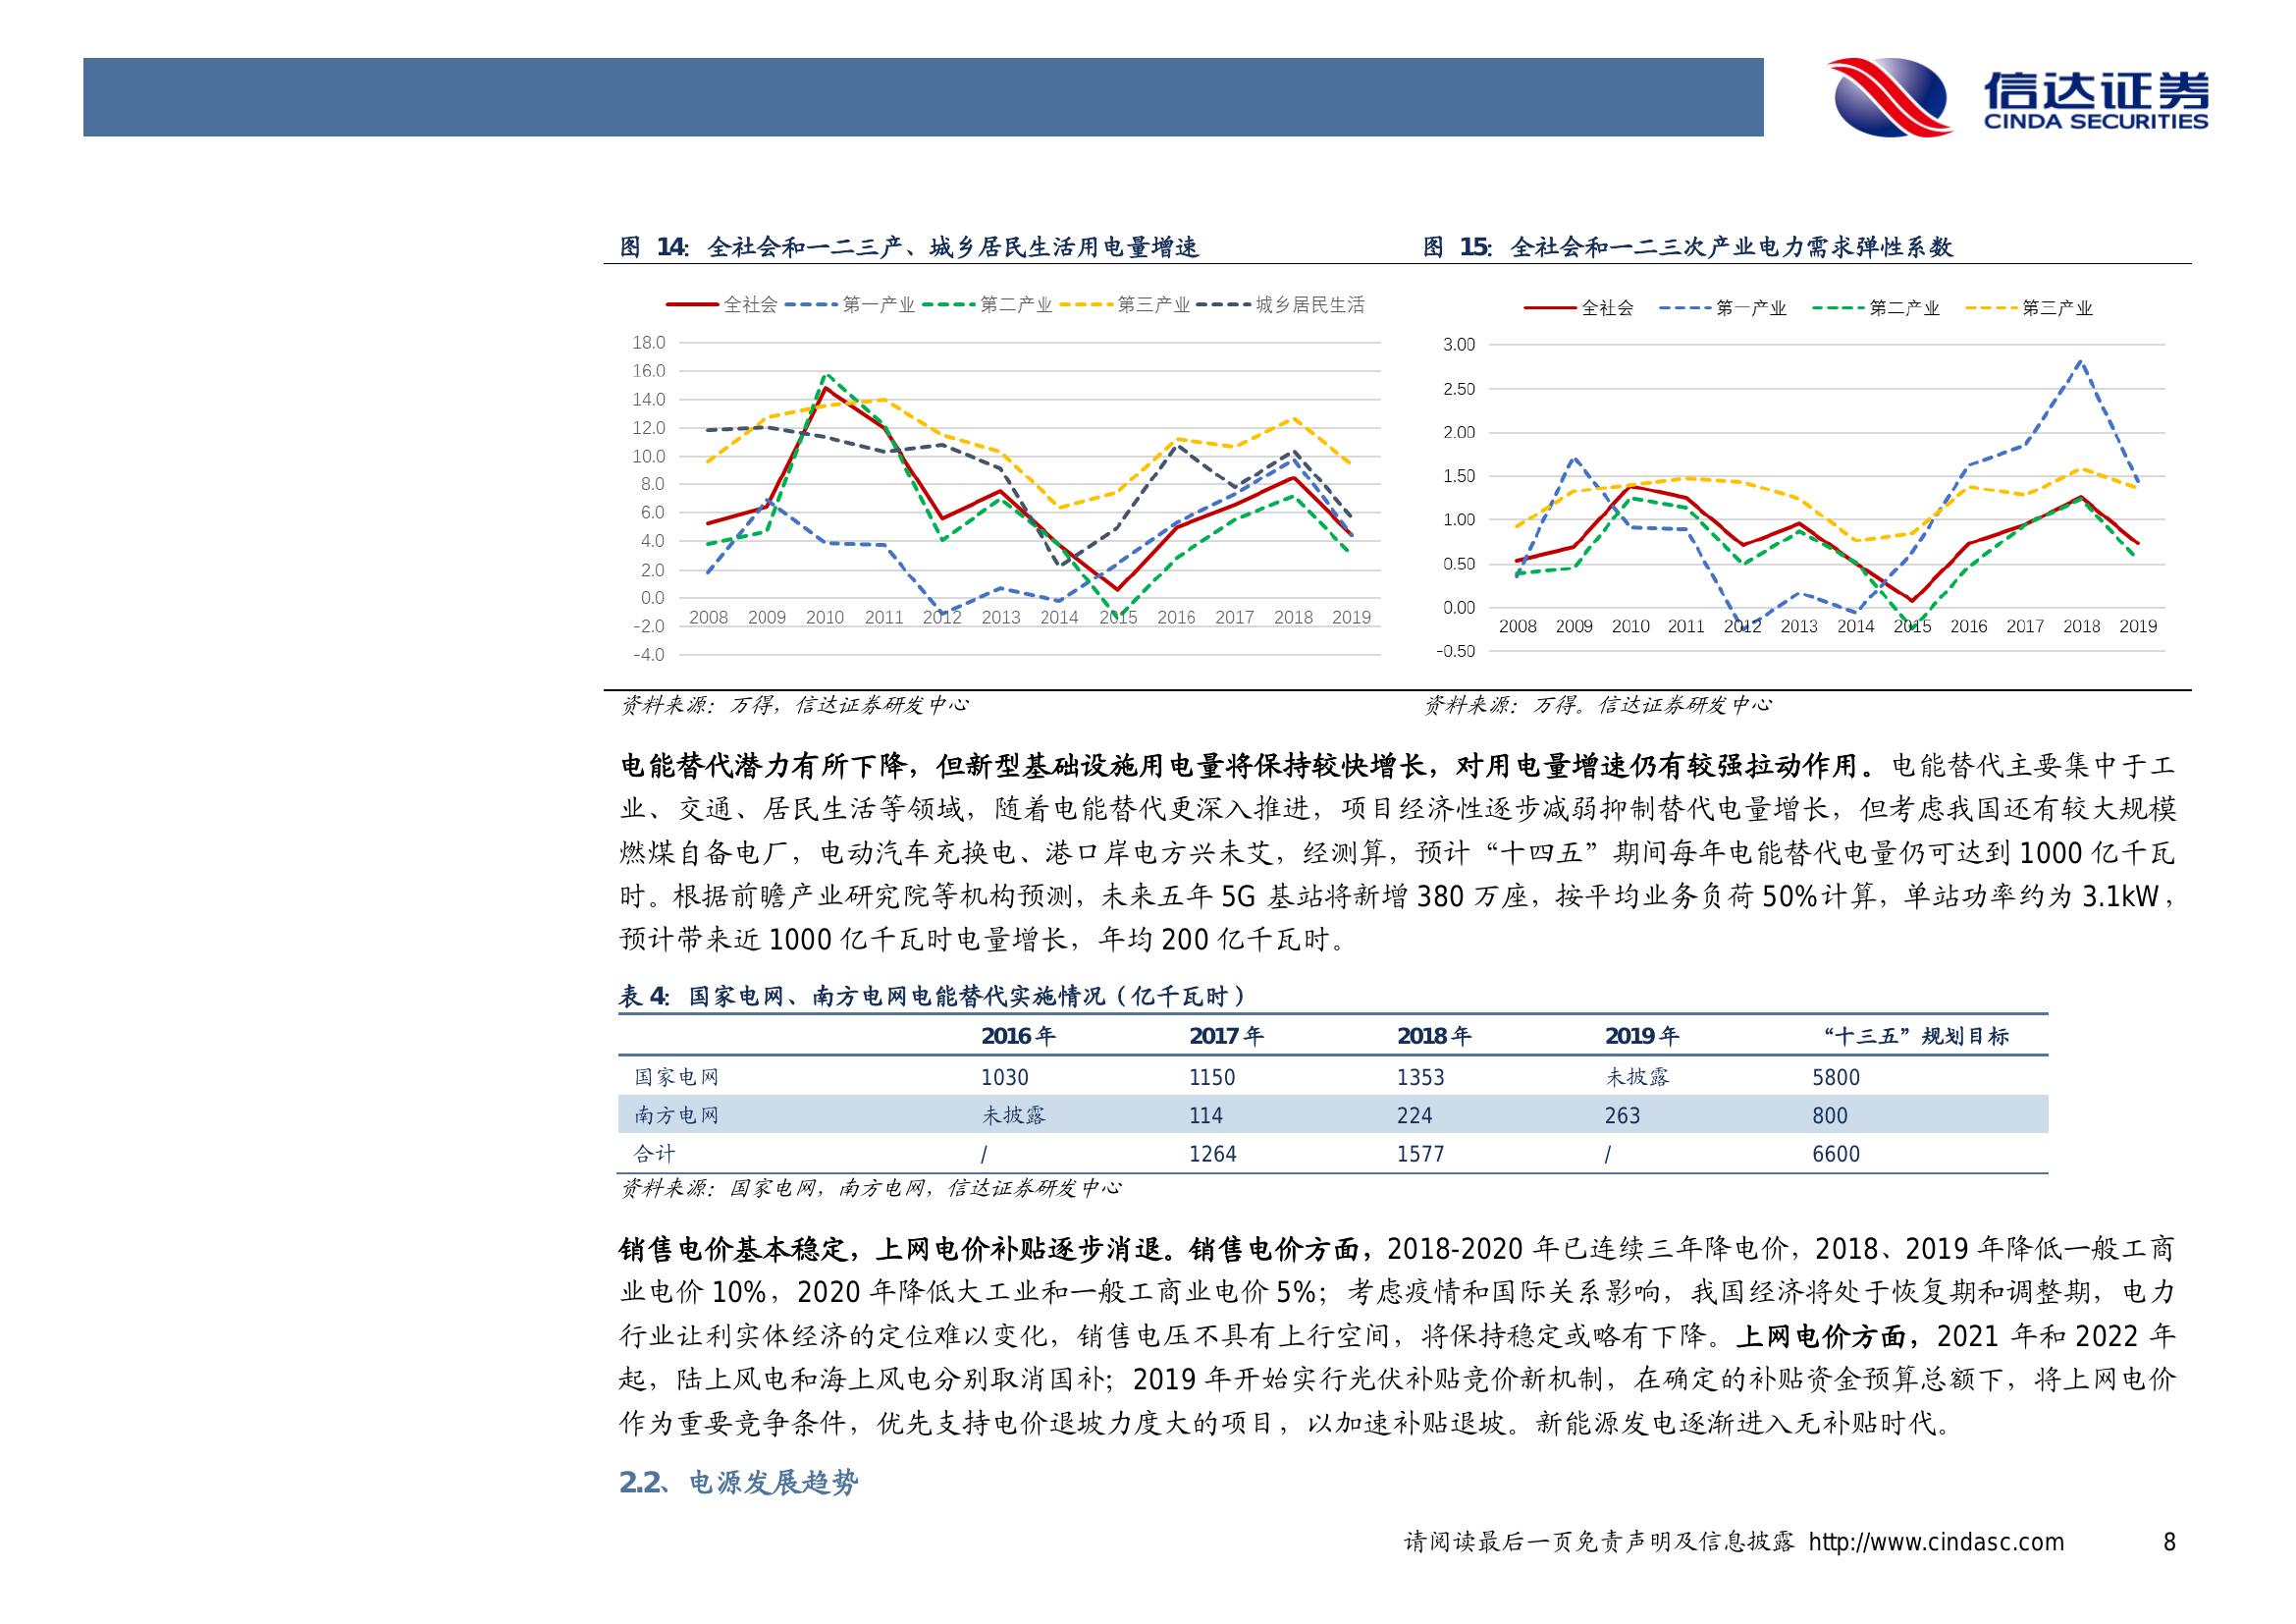 信达证券
CINDA SECURITIES
图 14：全社会和一二三产、城乡居民生活用电量增速
全社会 第一产业 第二产业 第三产业 城乡居民生活
18.0
16.0
14.0
12.0
10.0
8.0
6.0
4.0
2.0
0.0
-2.0
-4.0
2008 2009 2010 2011 2012 2013 2014 2015 2016 2017 2018 2019
资料来源：万得，信达证券研发中心
图 15：全社会和一二三次产业电力需求弹性系数
全社会 第一产业 第二产业 第三产业
3.00
2.50
2.00
1.50
1.00
0.50
0.00
-0.50
2008 2009 2010 2011 2012 2013 2014 2015 2016 2017 2018 2019
资料来源：万得。信达证券研发中心
电能替代潜力有所下降，但新型基础设施用电量将保持较快增长，对用电量增速仍有较强拉动作用。电能替代主要集中于工
业、交通、居民生活等领域，随着电能替代更深入推进，项目经济性逐步减弱抑制替代电量增长，但考虑我国还有较大规模
燃煤自备电厂，电动汽车充换电、港口岸电方兴未艾，经测算，预计“十四五”期间每年电能替代电量仍可达到 1000 亿千瓦
时。根据前瞻产业研究院等机构预测，未来五年 5G 基站将新增 380 万座，按平均业务负荷 50%计算，单站功率约为 3.1kW，
预计带来近 1000 亿千瓦时电量增长，年均 200 亿千瓦时。
表 4：国家电网、南方电网电能替代实施情况（亿千瓦时）
2016 年 2017 年 2018 年 2019 年 “十三五”规划目标
国家电网 1030 1150 1353 未披露 5800
南方电网 未披露 114 224 263 800
合计 / 1264 1577 / 6600
资料来源：国家电网，南方电网，信达证券研发中心
销售电价基本稳定，上网电价补贴逐步消退。销售电价方面，2018-2020 年已连续三年降电价，2018、2019 年降低一般工商
业电价 10%，2020 年降低大工业和一般工商业电价 5%；考虑疫情和国际关系影响，我国经济将处于恢复期和调整期，电力
行业让利实体经济的定位难以变化，销售电压不具有上行空间，将保持稳定或略有下降。上网电价方面，2021 年和 2022 年
起，陆上风电和海上风电分别取消国补；2019 年开始实行光伏补贴竞价新机制，在确定的补贴资金预算总额下，将上网电价
作为重要竞争条件，优先支持电价退坡力度大的项目，以加速补贴退坡。新能源发电逐渐进入无补贴时代。
2.2、电源发展趋势
请阅读最后一页免责声明及信息披露 http://www.cindasc.com 8